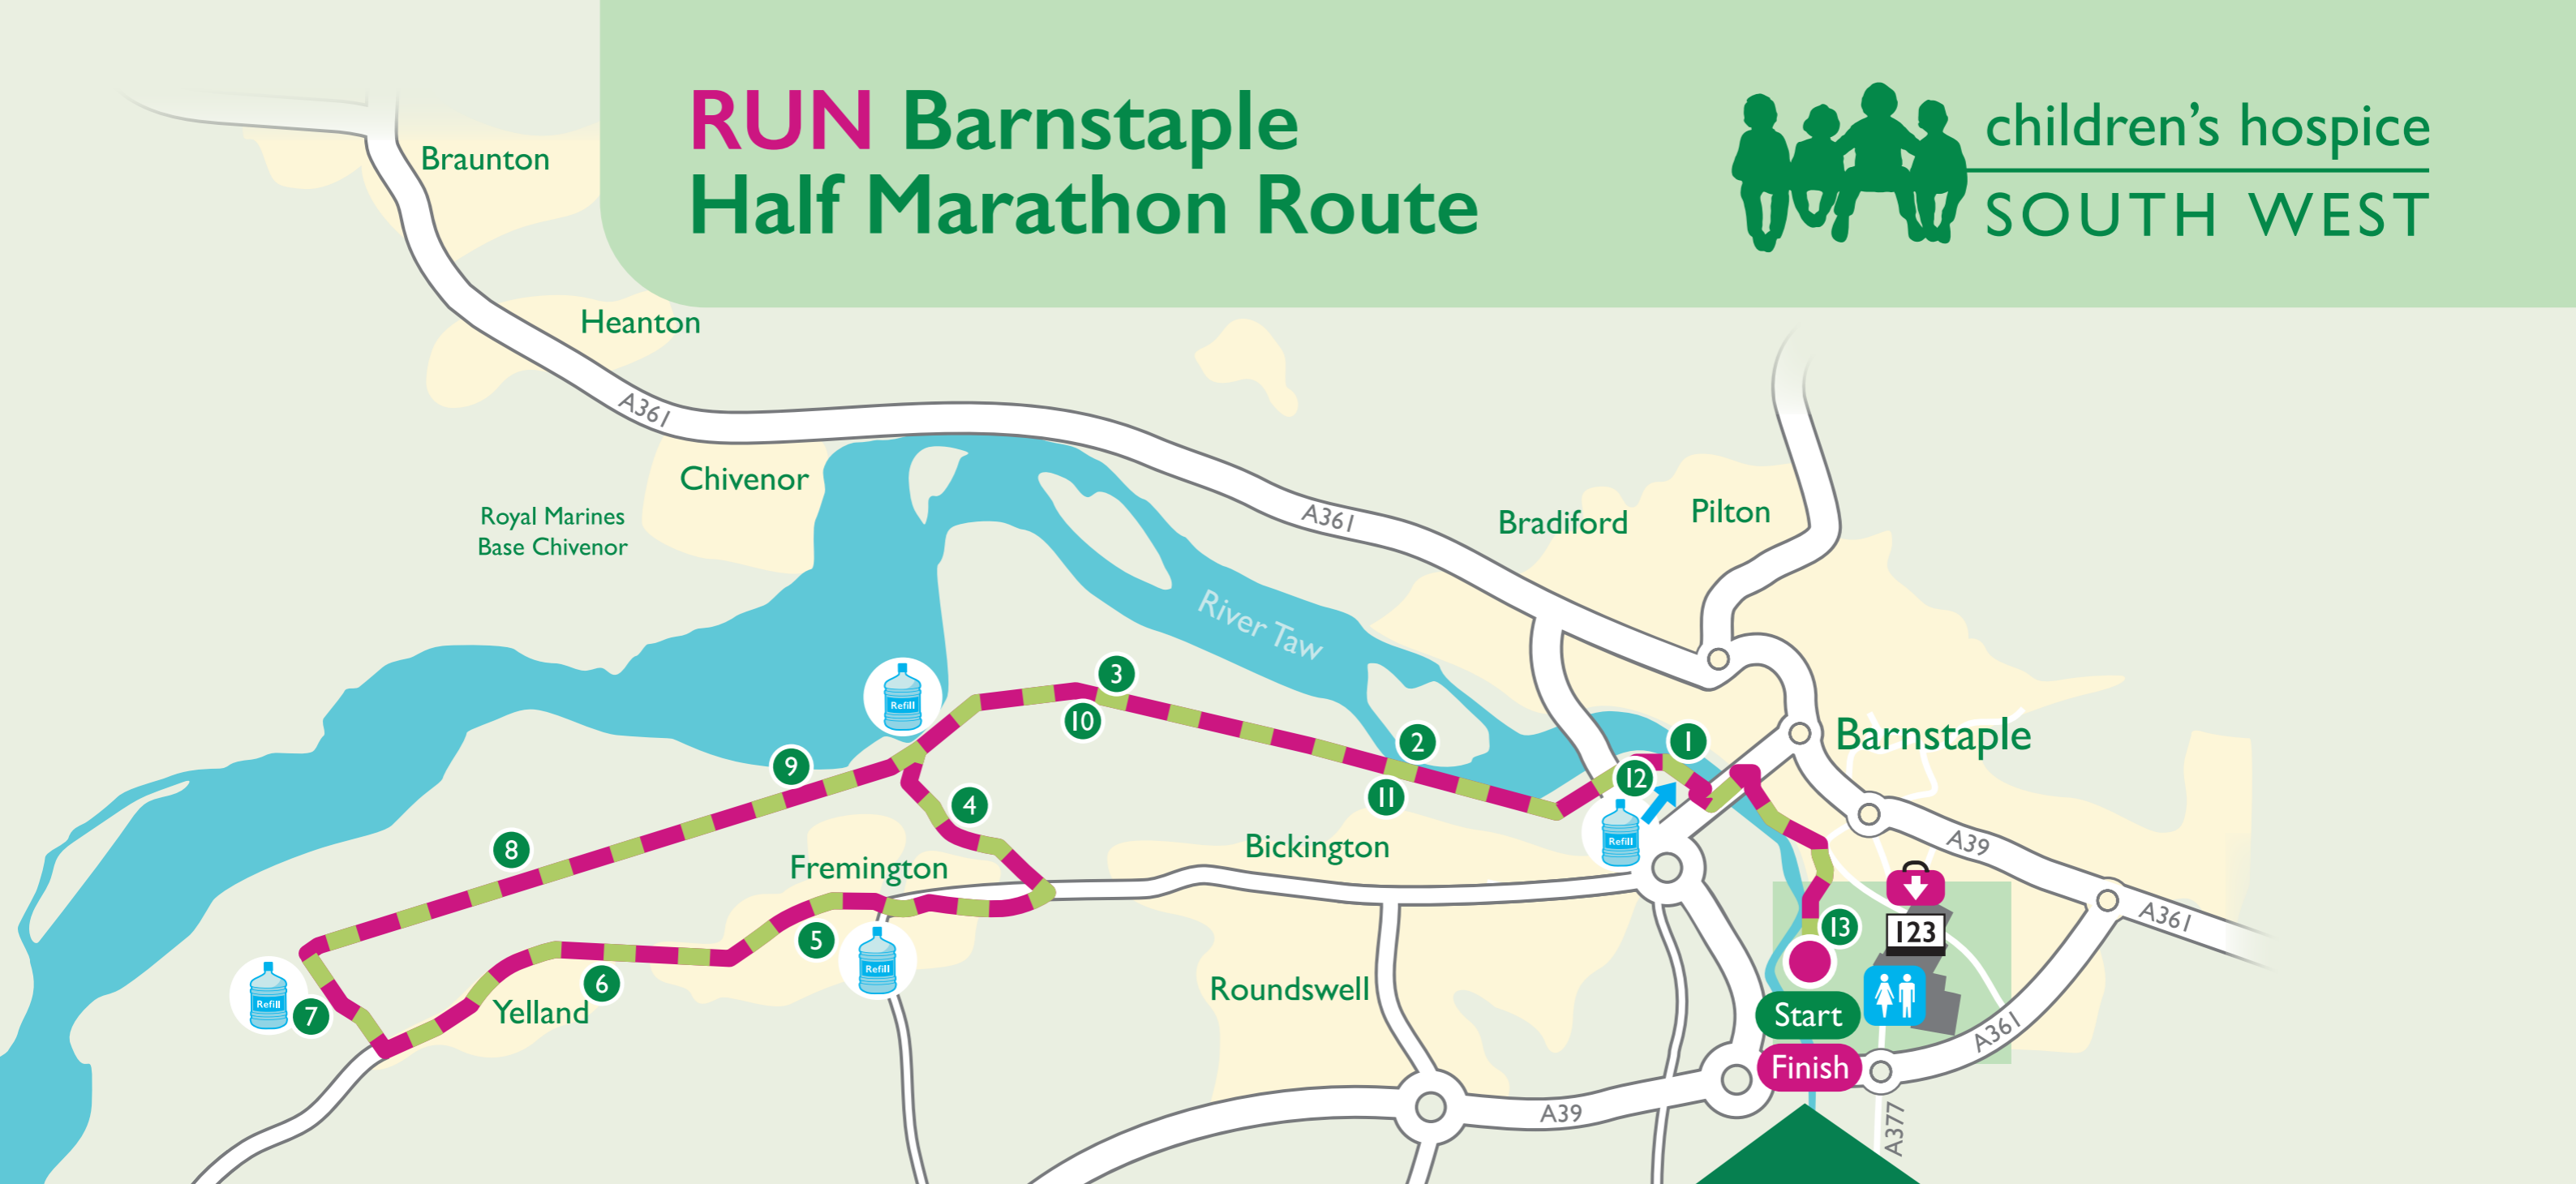 RUN Barnstaple
Half Marathon Route
children's hospice
SOUTH WEST
Braunton
Heanton
A361
Chivenor
Royal Marines
Base Chivenor
A361
Bradiford
Pilton
River Taw
Refill
3
10
2
11
1
12
Refill
Barnstaple
9
4
8
Fremington
Bickington
A39
A361
5
Refill
6
Yelland
Refill
7
Roundswell
13
123
Start
Finish
A361
A39
A377